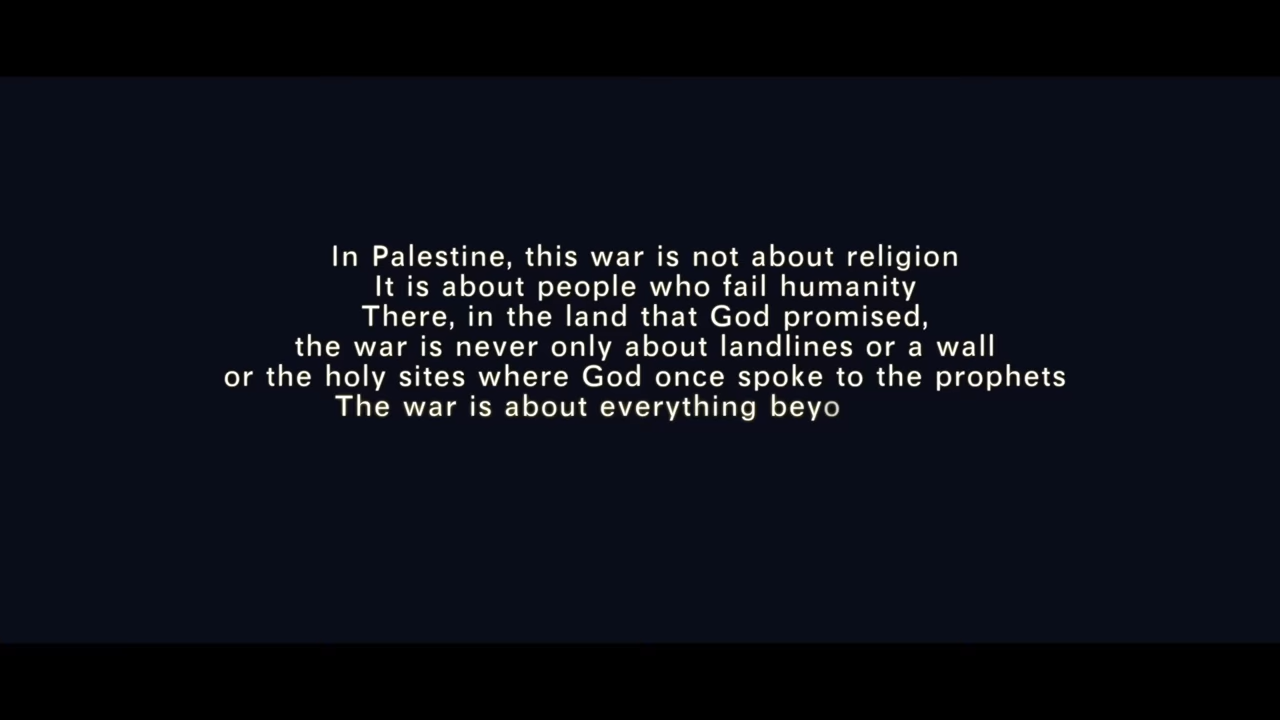 In Palestine, this war is not about religion
It is about people who fail humanity
There, in the land that God promised,
the war is never only about landlines or a wall
or the holy sites where God once spoke to the prophets
The war is about everything beyo